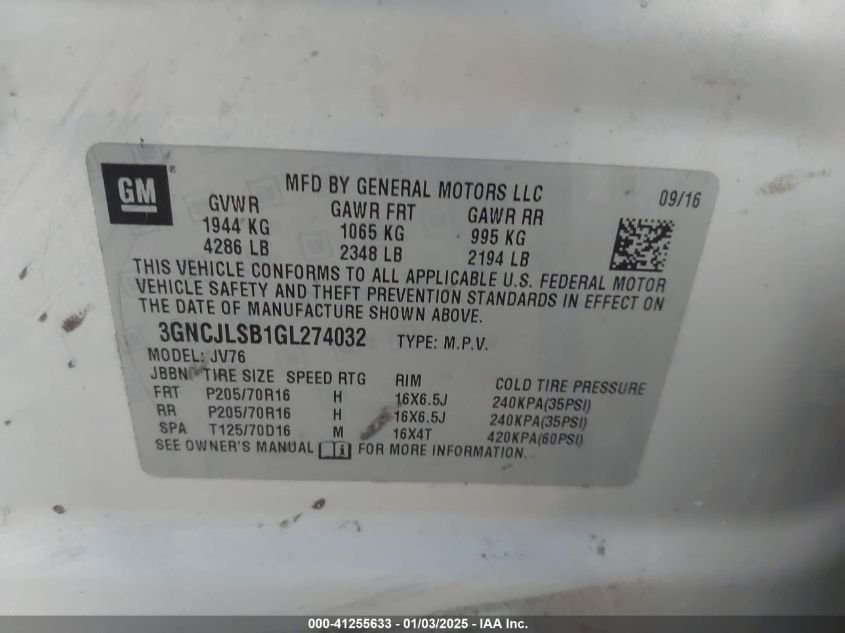 GM
MFD BY GENERAL MOTORS LLC 09/16
GVWR GAWR FRT GAWR RR
1944 KG 1065 KG 995 KG
4286 LB 2348 LB 2194 LB
THIS VEHICLE CONFORMS TO ALL APPLICABLE U.S. FEDERAL MOTOR
VEHICLE SAFETY AND THEFT PREVENTION STANDARDS IN EFFECT ON
THE DATE OF MANUFACTURE SHOWN ABOVE.
3GNCJLSB1GL274032 TYPE: M.P.V.
MODEL: JV76
JBBN TIRE SIZE SPEED RTG RIM COLD TIRE PRESSURE
FRT P205/70R16 H 16X6.5J 240KPA(35PSI)
RR P205/70R16 H 16X6.5J 240KPA(35PSI)
SPA T125/70D16 M 16X4T 420KPA(60PSI)
SEE OWNER'S MANUAL FOR MORE INFORMATION.
000-41255633 - 01/03/2025 - IAAI Inc.